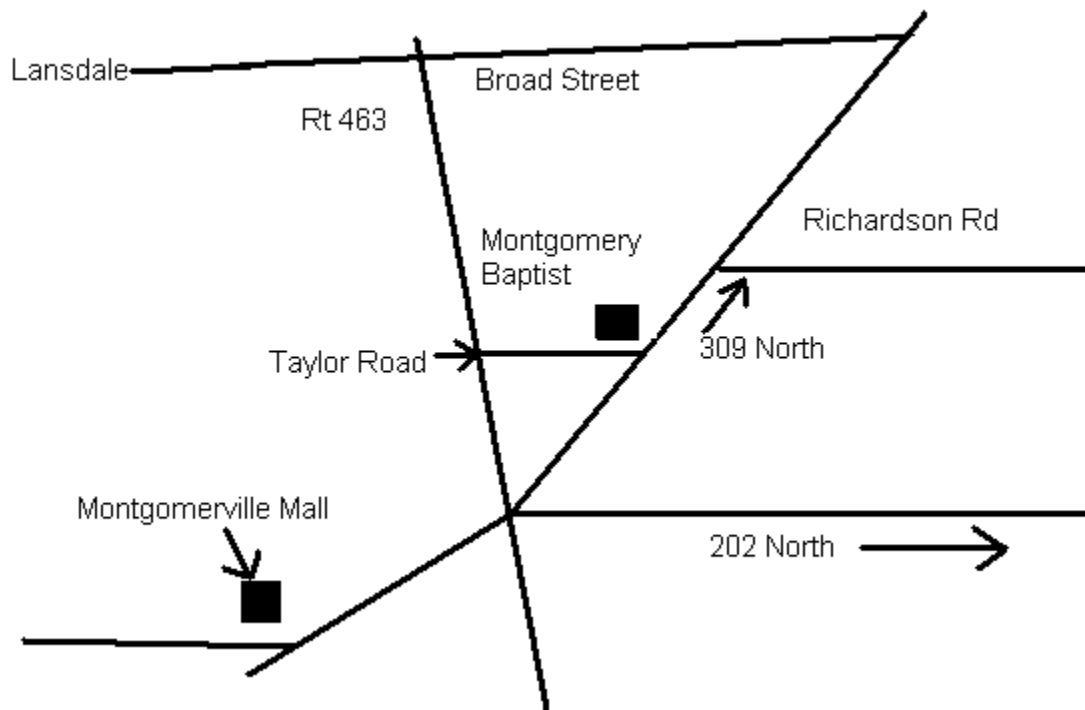 Lansdale
Broad Street
Rt 463
Richardson Rd
Montgomery
Baptist
309 North
Taylor Road
Montgomerville Mall
202 North